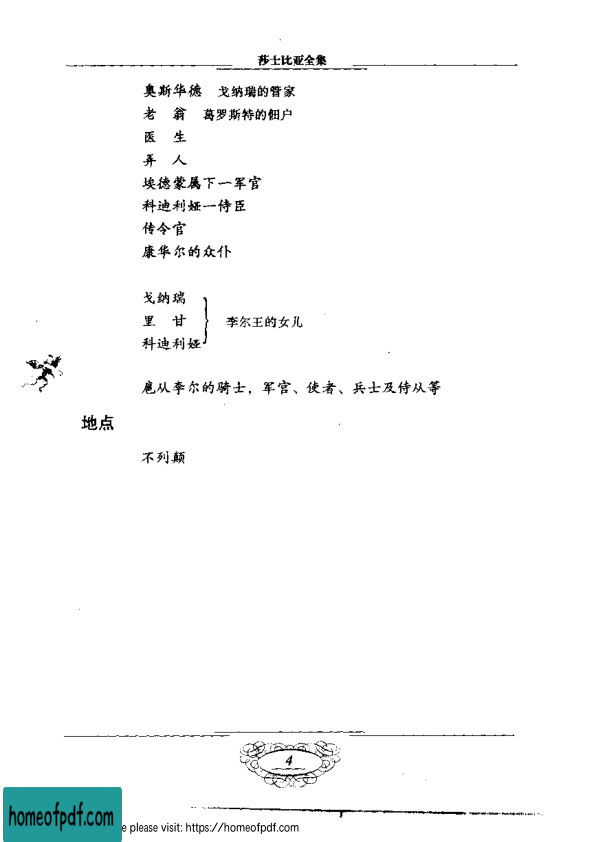 莎士比亚全集
奥斯华德 戈纳瑞的管家
老 翁 葛罗斯特的佃户
医 生
弄 人
埃德蒙属下一军官
科迪利娅一侍臣
传令官
康华尔的众仆
戈纳瑞
里 甘 李尔王的女儿
科迪利娅
扈从李尔的骑士，军官、使者、兵士及侍从等
地点
不列颠
4
homeofpdf.com
e please visit: https://homeofpdf.com